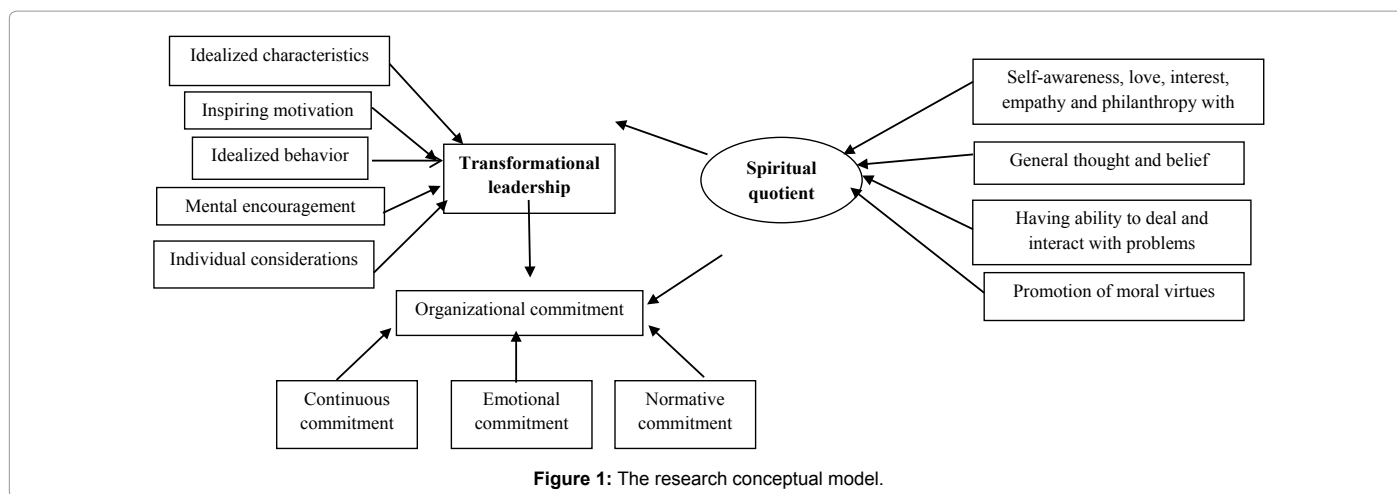 Idealized characteristics
Inspiring motivation
Idealized behavior
Mental encouragement
Individual considerations
Transformational
leadership
Spiritual
quotient
Self-awareness, love, interest,
empathy and philanthropy with
General thought and belief
Having ability to deal and
interact with problems
Promotion of moral virtues
Organizational commitment
Continuous
commitment
Emotional
commitment
Normative
commitment
Figure 1: The research conceptual model.